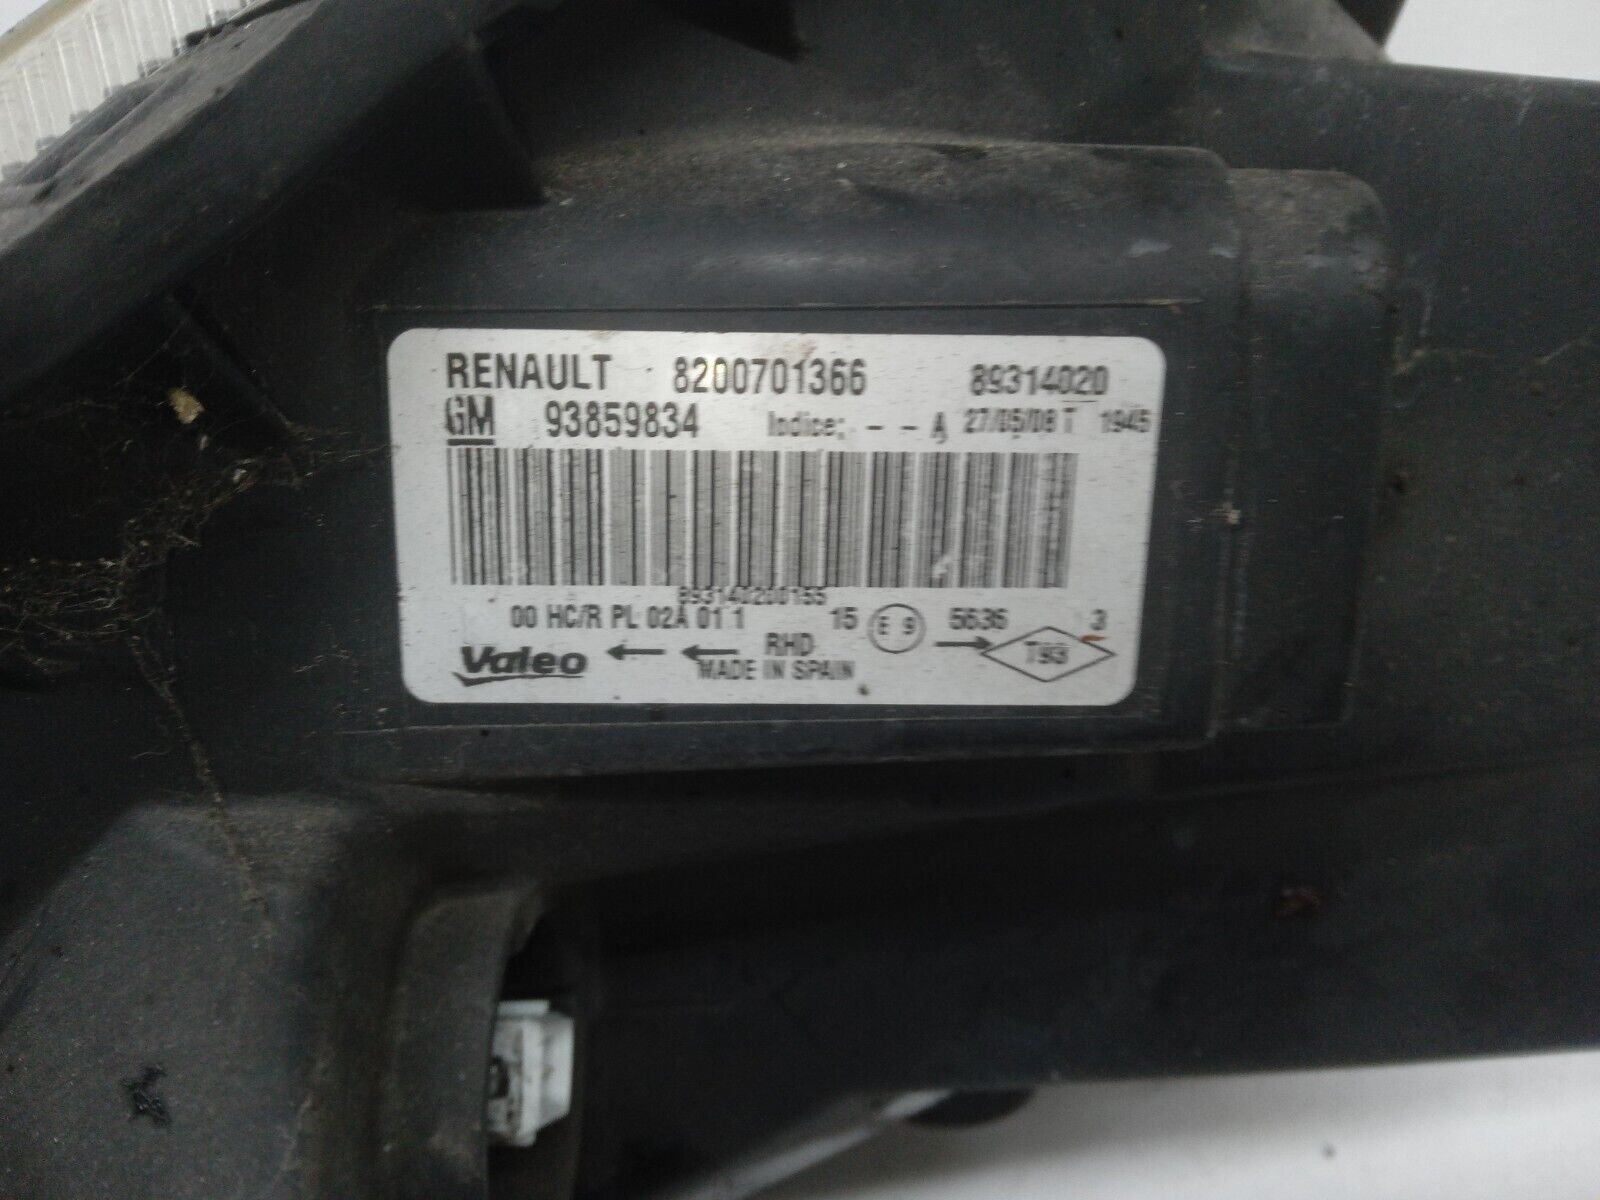 RENAULT 8200701366 89314020
GM 93859834 Indice: - - A 27/05/08 T 1945
893140200155
00 HC/R PL 02A 01 1 15 E 9 5636 3
Valeo RHD T93
MADE IN SPAIN